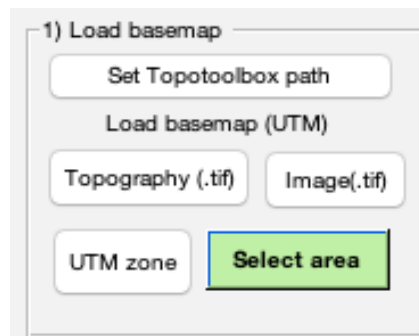 1) Load basemap
Set Topotoolbox path
Load basemap (UTM)
Topography (.tif) Image(.tif)
UTM zone Select area